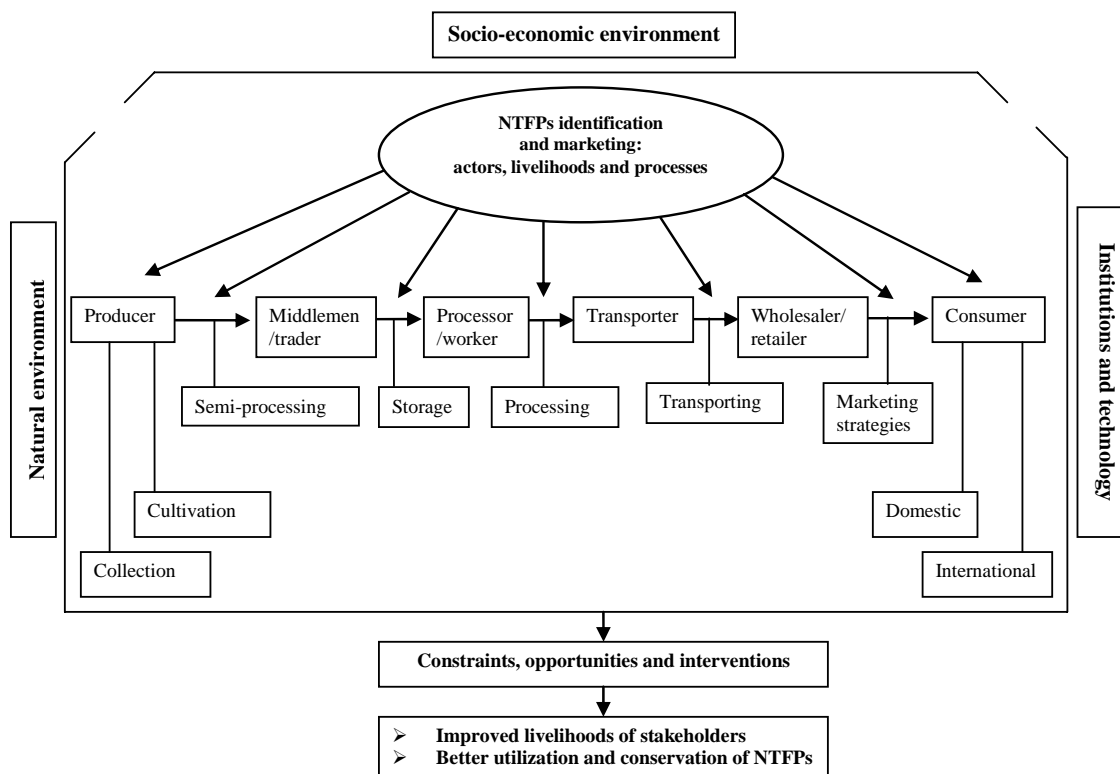 Socio-economic environment
NTFPs identification
and marketing:
actors, livelihoods and processes
Natural environment
Institutions and technology
Producer
Middlemen
/trader
Processor
/worker
Transporter
Wholesaler/
retailer
Consumer
Semi-processing
Storage
Processing
Transporting
Marketing
strategies
Cultivation
Domestic
Collection
International
Constraints, opportunities and interventions
➢ Improved livelihoods of stakeholders
➢ Better utilization and conservation of NTFPs